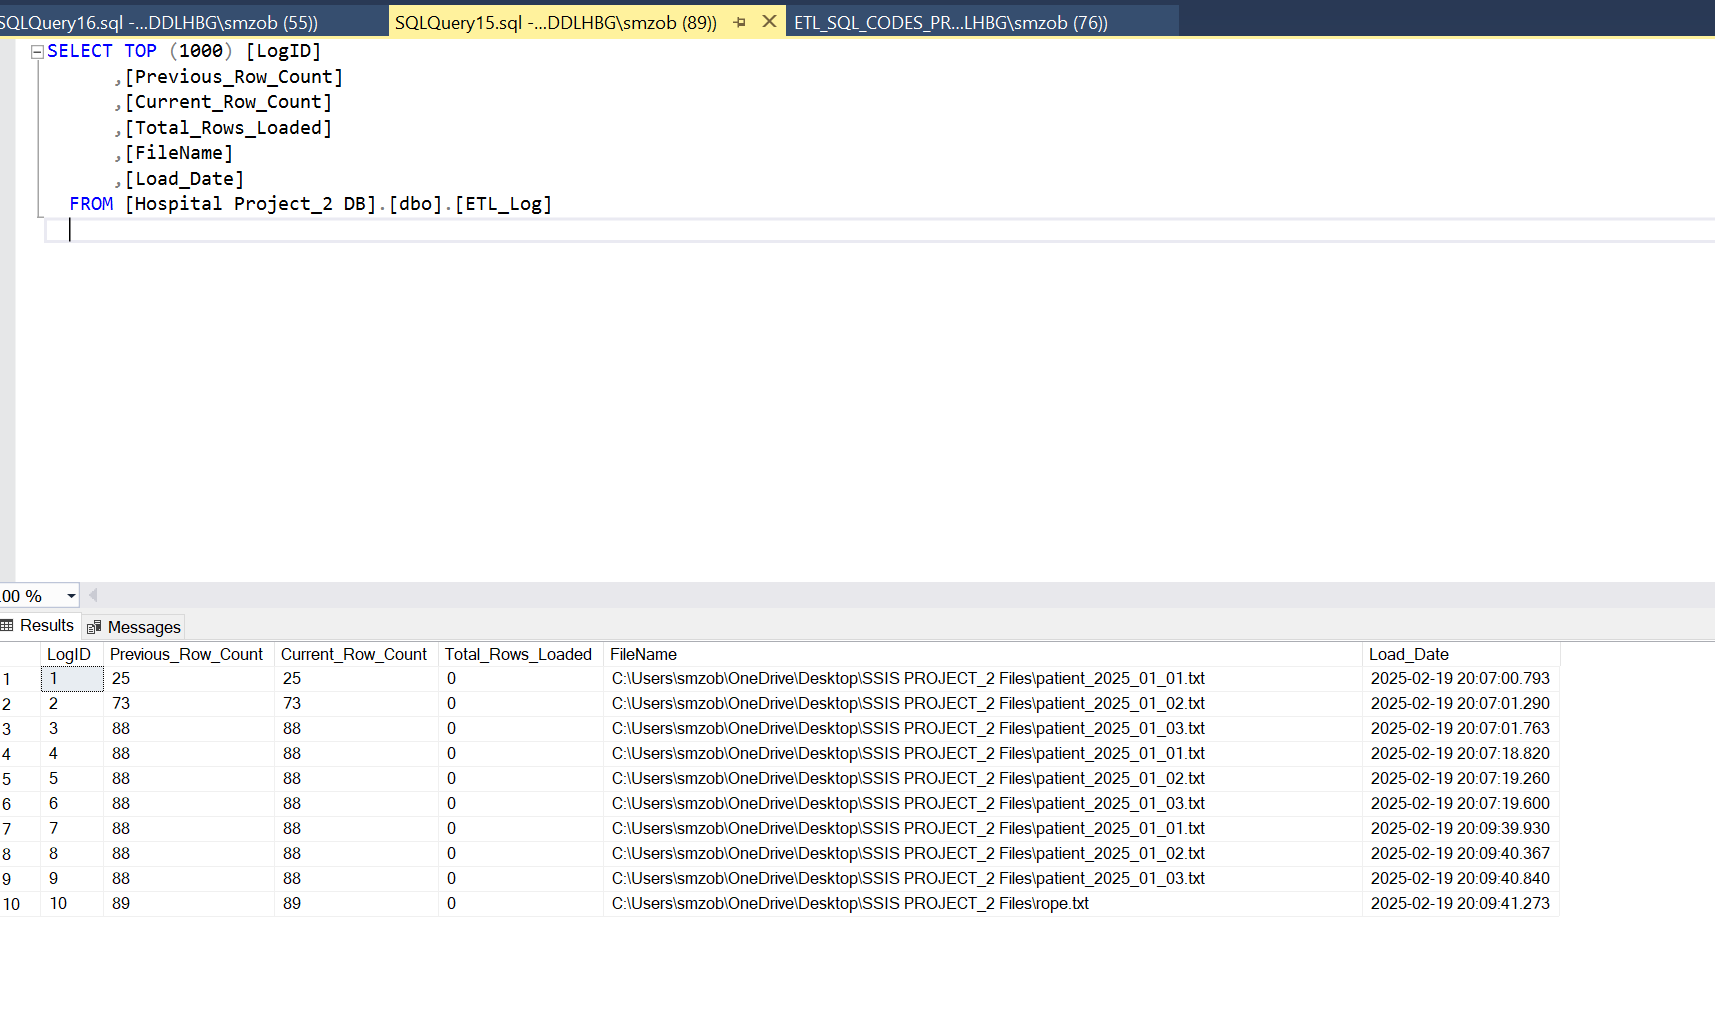 SQLQuery16.sql -...DDLHBG\smzob (55)) SQLQuery15.sql -...DDLHBG\smzob (89)) ETL_SQL_CODES_PR...LHBG\smzob (76))
SELECT TOP (1000) [LogID]
,[Previous_Row_Count]
,[Current_Row_Count]
,[Total_Rows_Loaded]
,[FileName]
,[Load_Date]
FROM [Hospital Project_2 DB].[dbo].[ETL_Log]
.00 %
Results Messages
LogID Previous_Row_Count Current_Row_Count Total_Rows_Loaded FileName Load_Date
1 1 25 25 0 C:\Users\smzob\OneDrive\Desktop\SSIS PROJECT_2 Files\patient_2025_01_01.txt 2025-02-19 20:07:00.793
2 2 73 73 0 C:\Users\smzob\OneDrive\Desktop\SSIS PROJECT_2 Files\patient_2025_01_02.txt 2025-02-19 20:07:01.290
3 3 88 88 0 C:\Users\smzob\OneDrive\Desktop\SSIS PROJECT_2 Files\patient_2025_01_03.txt 2025-02-19 20:07:01.763
4 4 88 88 0 C:\Users\smzob\OneDrive\Desktop\SSIS PROJECT_2 Files\patient_2025_01_01.txt 2025-02-19 20:07:18.820
5 5 88 88 0 C:\Users\smzob\OneDrive\Desktop\SSIS PROJECT_2 Files\patient_2025_01_02.txt 2025-02-19 20:07:19.260
6 6 88 88 0 C:\Users\smzob\OneDrive\Desktop\SSIS PROJECT_2 Files\patient_2025_01_03.txt 2025-02-19 20:07:19.600
7 7 88 88 0 C:\Users\smzob\OneDrive\Desktop\SSIS PROJECT_2 Files\patient_2025_01_01.txt 2025-02-19 20:09:39.930
8 8 88 88 0 C:\Users\smzob\OneDrive\Desktop\SSIS PROJECT_2 Files\patient_2025_01_02.txt 2025-02-19 20:09:40.367
9 9 88 88 0 C:\Users\smzob\OneDrive\Desktop\SSIS PROJECT_2 Files\patient_2025_01_03.txt 2025-02-19 20:09:40.840
10 10 89 89 0 C:\Users\smzob\OneDrive\Desktop\SSIS PROJECT_2 Files\rope.txt 2025-02-19 20:09:41.273